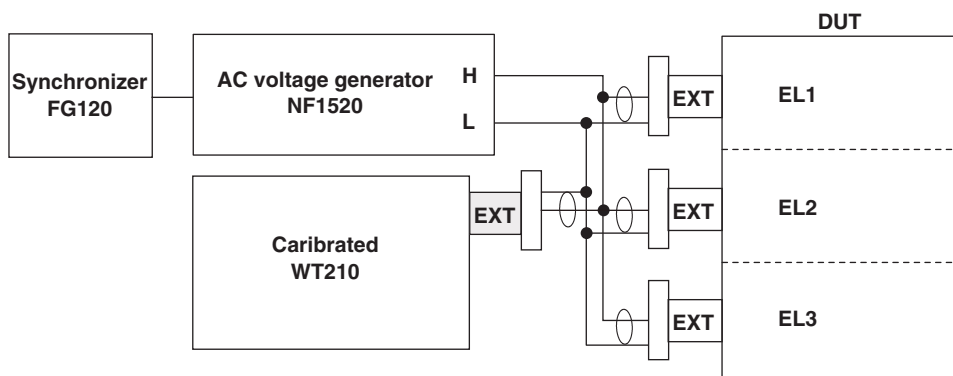 DUT
Synchronizer
FG120
AC voltage generator
NF1520
H
L
EXT
EL1
Caribrated
WT210
EXT
EXT
EL2
EXT
EL3